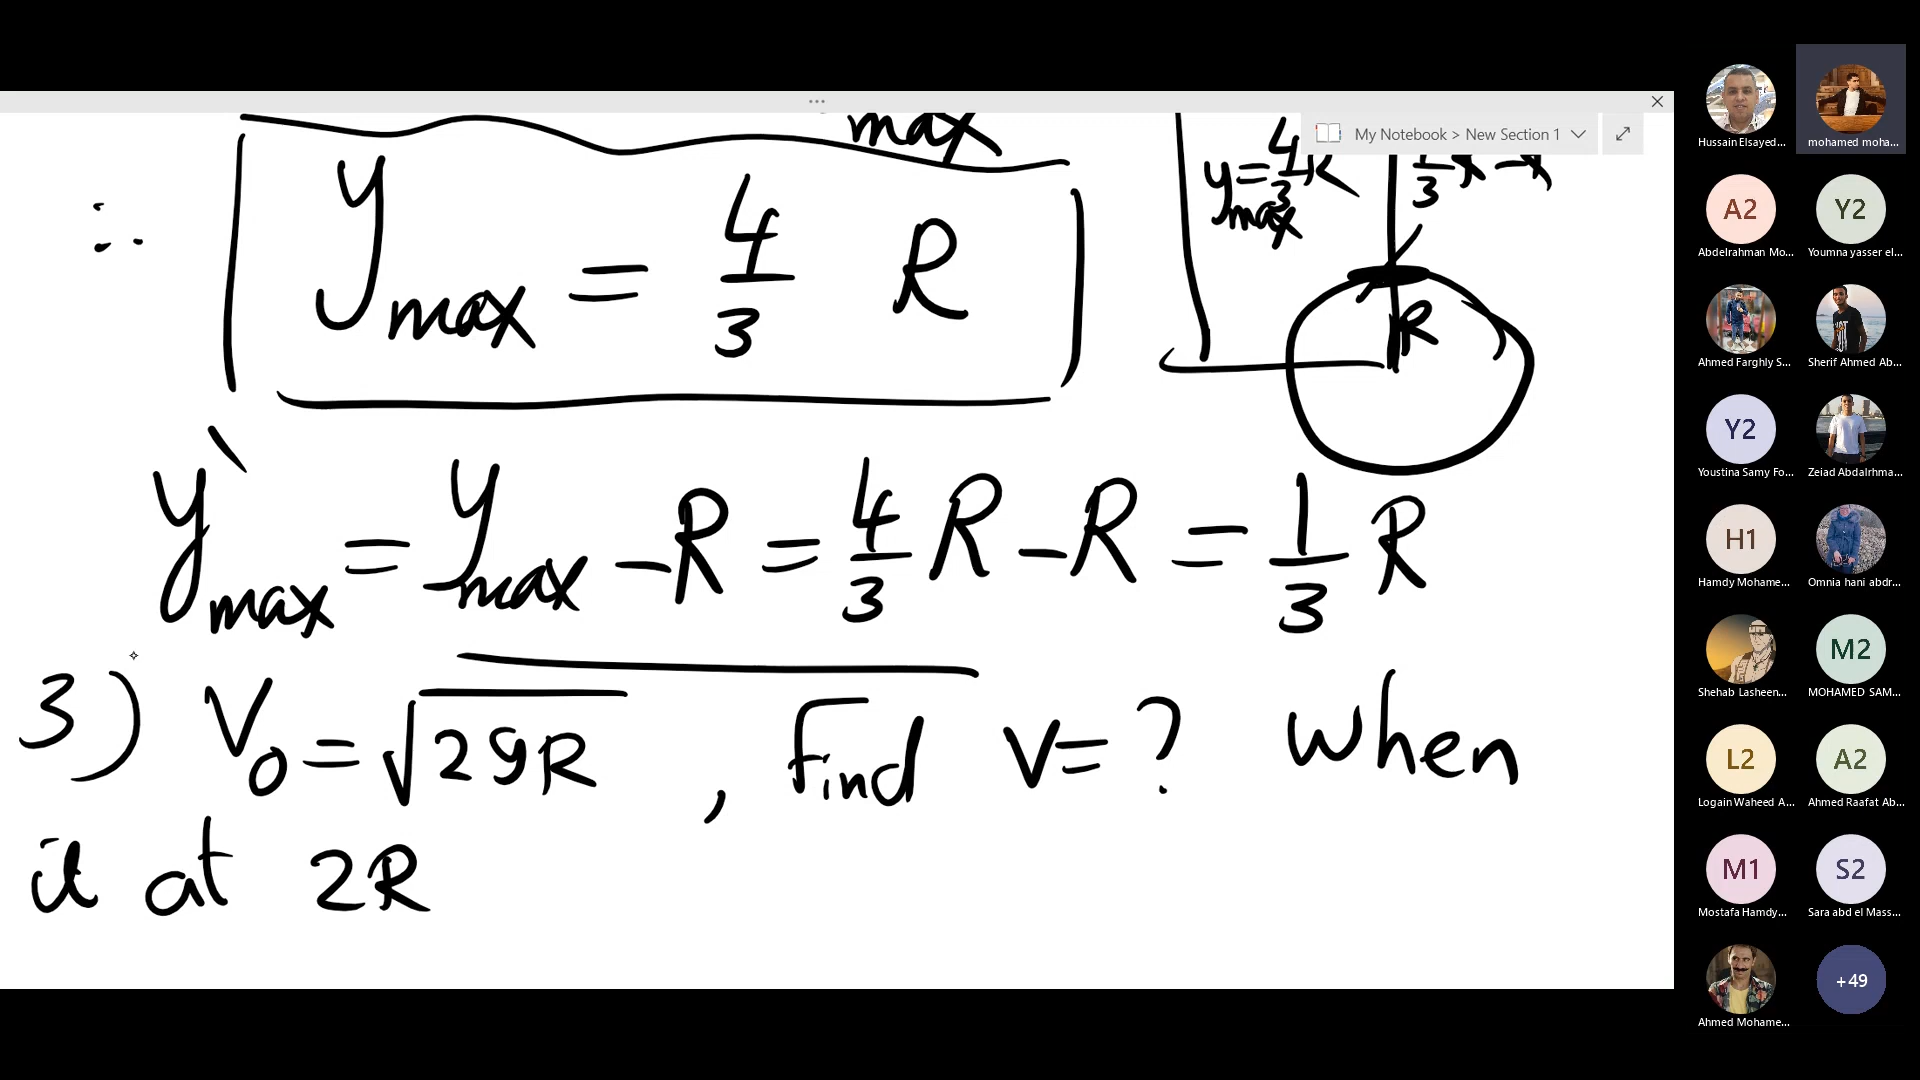 max
My Notebook > New Section 1
∴ y_max = 4/3 R
y_max = 4/3 R
R
y`_max = y_max - R = 4/3 R - R = 1/3 R
3) V_o = √2gR , Find V = ? when
it at 2R
Hussain Elsayed...
mohamed moha...
A2
Abdelrahman Mo...
Y2
Youmna yasser el...
Ahmed Farghly S...
Sherif Ahmed Ab...
Y2
Youstina Samy Fo...
Zeiad Abdalrhma...
H1
Hamdy Mohame...
Omnia hani abdr...
Shehab Lasheen...
M2
MOHAMED SAM...
L2
Logain Waheed A...
A2
Ahmed Raafat Ab...
M1
Mostafa Hamdy...
S2
Sara abd el Mass...
Ahmed Mohame...
+49